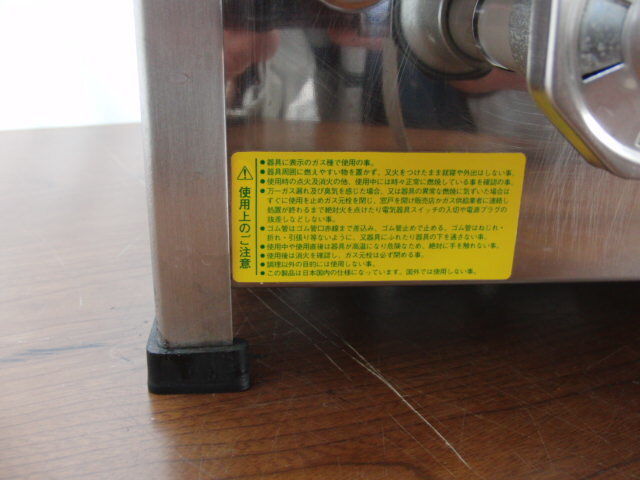 ⚠使用上のご注意
●器具に表示のガス種で使用の事。
●器具周囲に燃えやすい物を置かず、又火をつけたまま就寝や外出はしない事。
●使用時の点火及消火の他、使用中には時々正常に燃焼している事を確認の事。
●万一ガス漏れ及び臭気を感じた場合、又は器具の異常な燃焼に気ずいた場合は
すぐに使用を止めガス元栓を閉じ、窓戸を開け販売店かガス供給業者に連絡し
処置が終わるまで絶対火を点けたり電気器具スイッチの入切や電源プラグの
抜差しなどしない事。
●ゴム管はゴム管口赤線まで差込み、ゴム管止めで止める。ゴム管はねじれ・
折れ・引張り等ないように、又器具にふれたり器具の下を通さない事。
●使用中や使用直後は器具が高温になり危険なため、絶対に手を触れない事。
●使用後は消火を確認し、ガス元栓は必ず閉める事。
●調理以外の目的には使用しない事。
●この製品は日本国内の仕様になっています。国外では使用しない事。